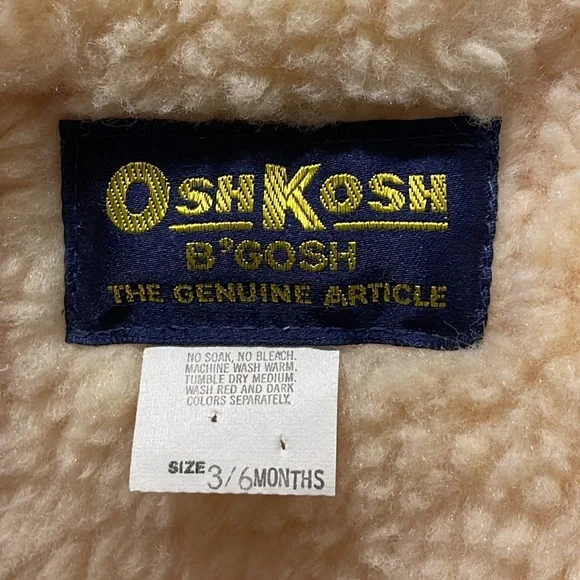 OSHKOSH
B'GOSH
THE GENUINE ARTICLE
NO SOAK, NO BLEACH.
MACHINE WASH WARM.
TUMBLE DRY MEDIUM.
WASH RED AND DARK
COLORS SEPARATELY.
SIZE 3/6 MONTHS